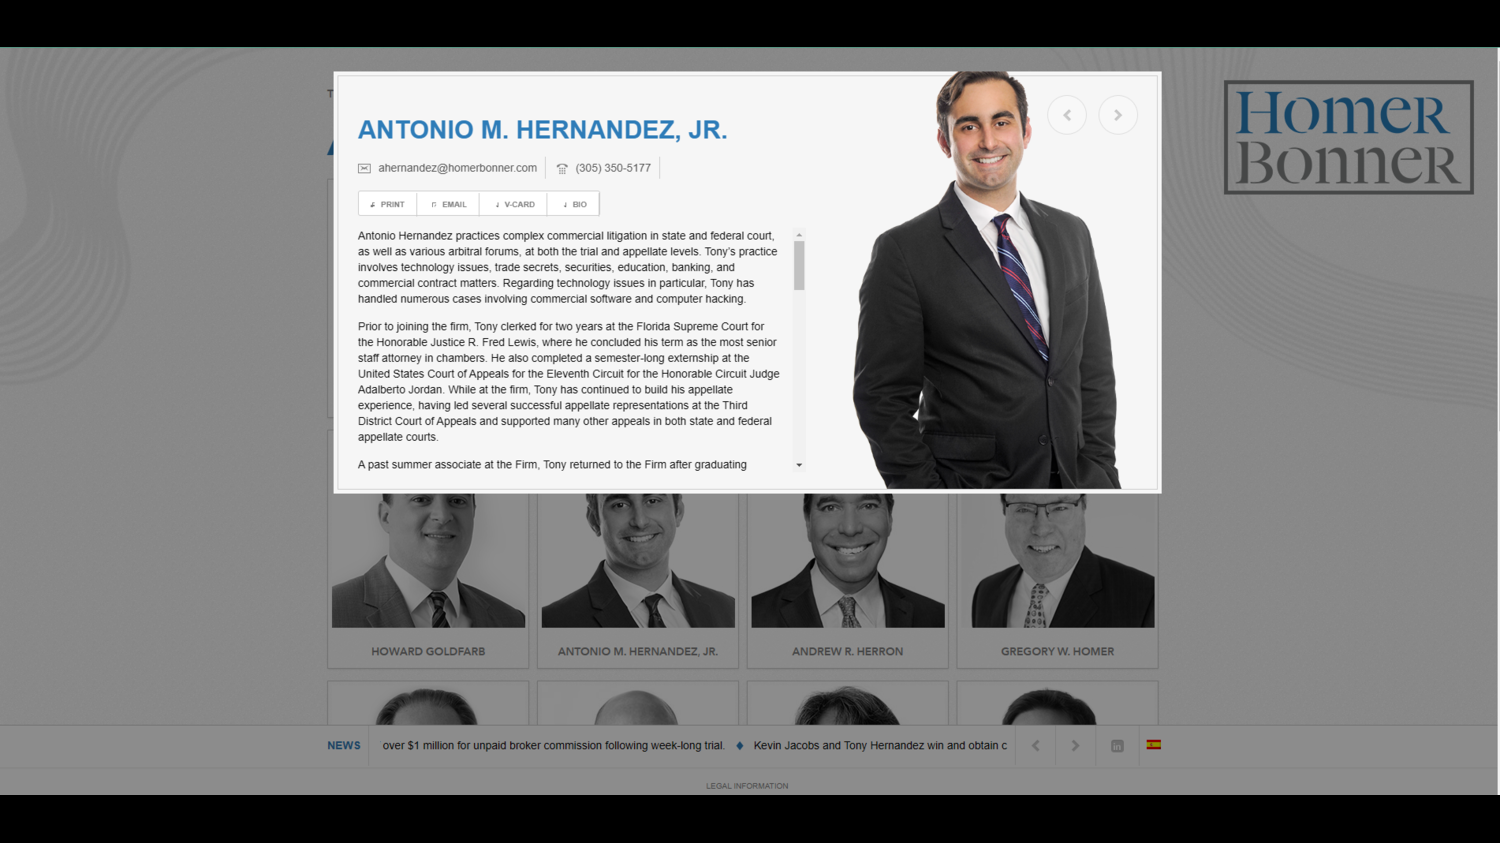 T
HOMER
BONNER
ANTONIO M. HERNANDEZ, JR.
ahernandez@homerbonner.com
(305) 350-5177
PRINT
EMAIL
V-CARD
BIO
Antonio Hernandez practices complex commercial litigation in state and federal court,
as well as various arbitral forums, at both the trial and appellate levels. Tony's practice
involves technology issues, trade secrets, securities, education, banking, and
commercial contract matters. Regarding technology issues in particular, Tony has
handled numerous cases involving commercial software and computer hacking.
Prior to joining the firm, Tony clerked for two years at the Florida Supreme Court for
the Honorable Justice R. Fred Lewis, where he concluded his term as the most senior
staff attorney in chambers. He also completed a semester-long externship at the
United States Court of Appeals for the Eleventh Circuit for the Honorable Circuit Judge
Adalberto Jordan. While at the firm, Tony has continued to build his appellate
experience, having led several successful appellate representations at the Third
District Court of Appeals and supported many other appeals in both state and federal
appellate courts.
A past summer associate at the Firm, Tony returned to the Firm after graduating
HOWARD GOLDFARB
ANTONIO M. HERNANDEZ, JR.
ANDREW R. HERRON
GREGORY W. HOMER
NEWS
over $1 million for unpaid broker commission following week-long trial. ♦ Kevin Jacobs and Tony Hernandez win and obtain c
in
LEGAL INFORMATION